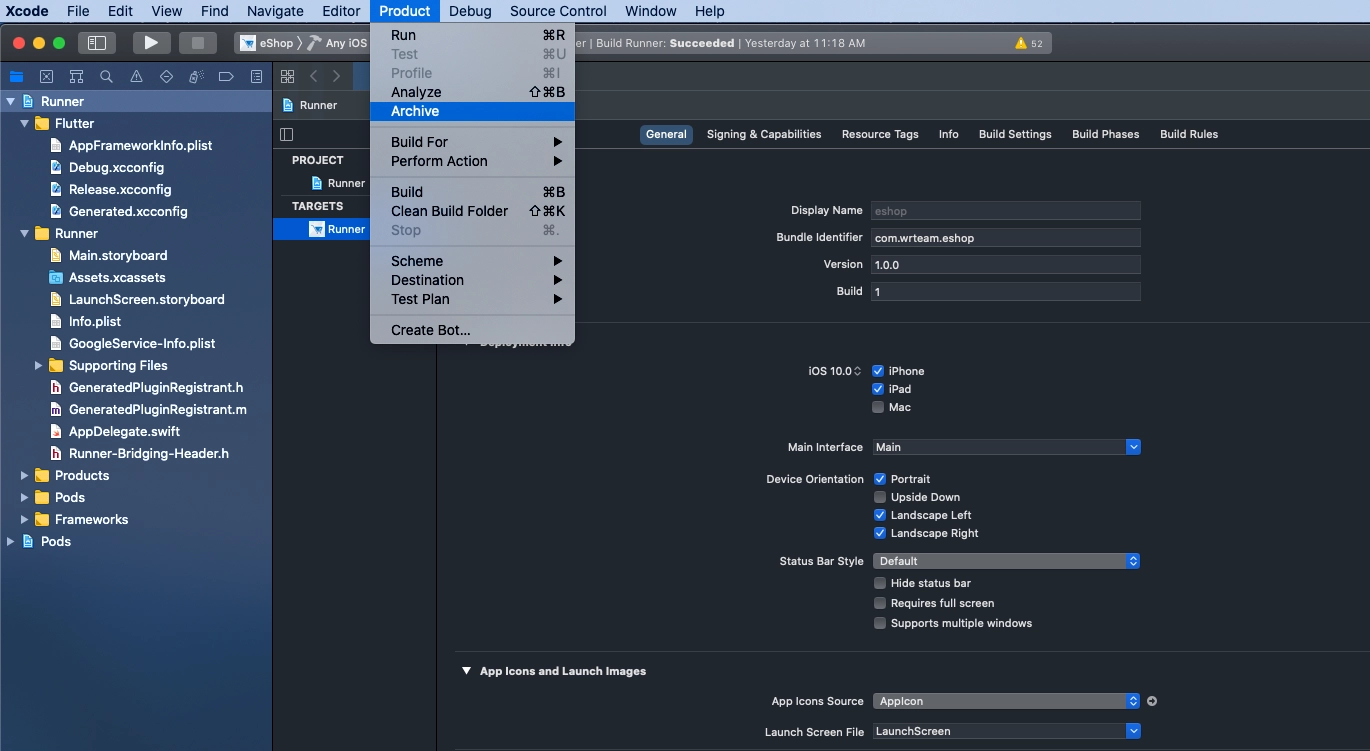 Xcode File Edit View Find Navigate Editor Product Debug Source Control Window Help
eShop Any iOS
er | Build Runner: Succeeded | Yesterday at 11:18 AM
52
Run ⌘R
Test ⌘U
Profile ⌘I
Analyze ⇧⌘B
Archive
Build For
Perform Action
Build ⌘B
Clean Build Folder ⇧⌘K
Stop ⌘.
Scheme
Destination
Test Plan
Create Bot...
Runner
Flutter
AppFrameworkInfo.plist
Debug.xcconfig
Release.xcconfig
Generated.xcconfig
Runner
Main.storyboard
Assets.xcassets
LaunchScreen.storyboard
Info.plist
GoogleService-Info.plist
Supporting Files
GeneratedPluginRegistrant.h
GeneratedPluginRegistrant.m
AppDelegate.swift
Runner-Bridging-Header.h
Products
Pods
Frameworks
Pods
Runner
PROJECT
Runner
TARGETS
Runner
General Signing & Capabilities Resource Tags Info Build Settings Build Phases Build Rules
Display Name eshop
Bundle Identifier com.wrteam.eshop
Version 1.0.0
Build 1
Deployment Info
iOS 10.0 iPhone
iPad
Mac
Main Interface Main
Device Orientation Portrait
Upside Down
Landscape Left
Landscape Right
Status Bar Style Default
Hide status bar
Requires full screen
Supports multiple windows
App Icons and Launch Images
App Icons Source AppIcon
Launch Screen File LaunchScreen